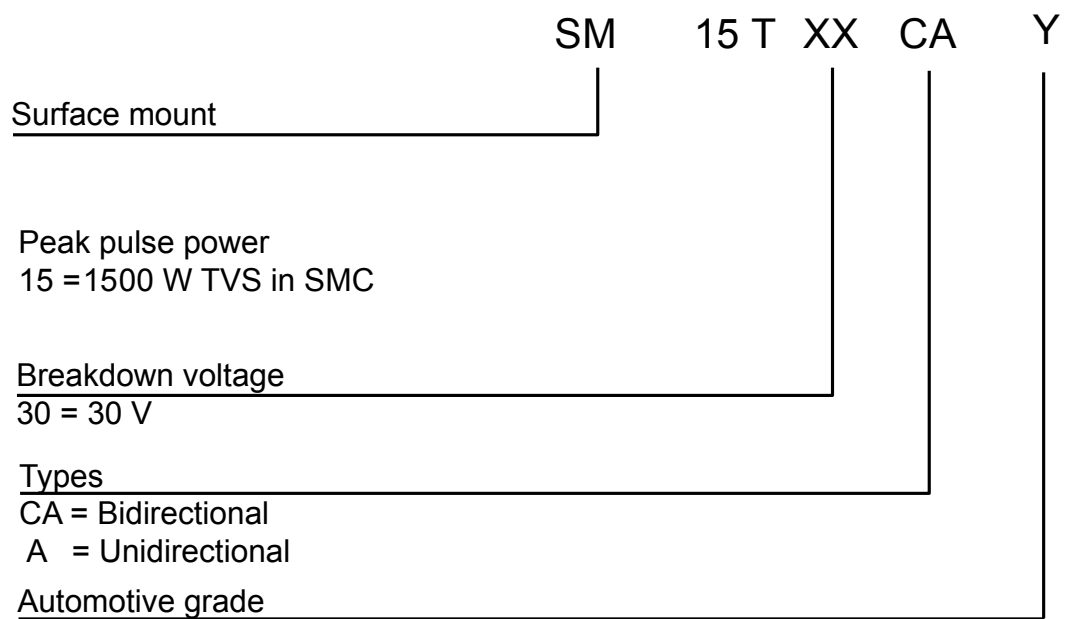 SM 15 T XX CA Y
Surface mount
Peak pulse power
15 =1500 W TVS in SMC
Breakdown voltage
30 = 30 V
Types
CA = Bidirectional
A = Unidirectional
Automotive grade